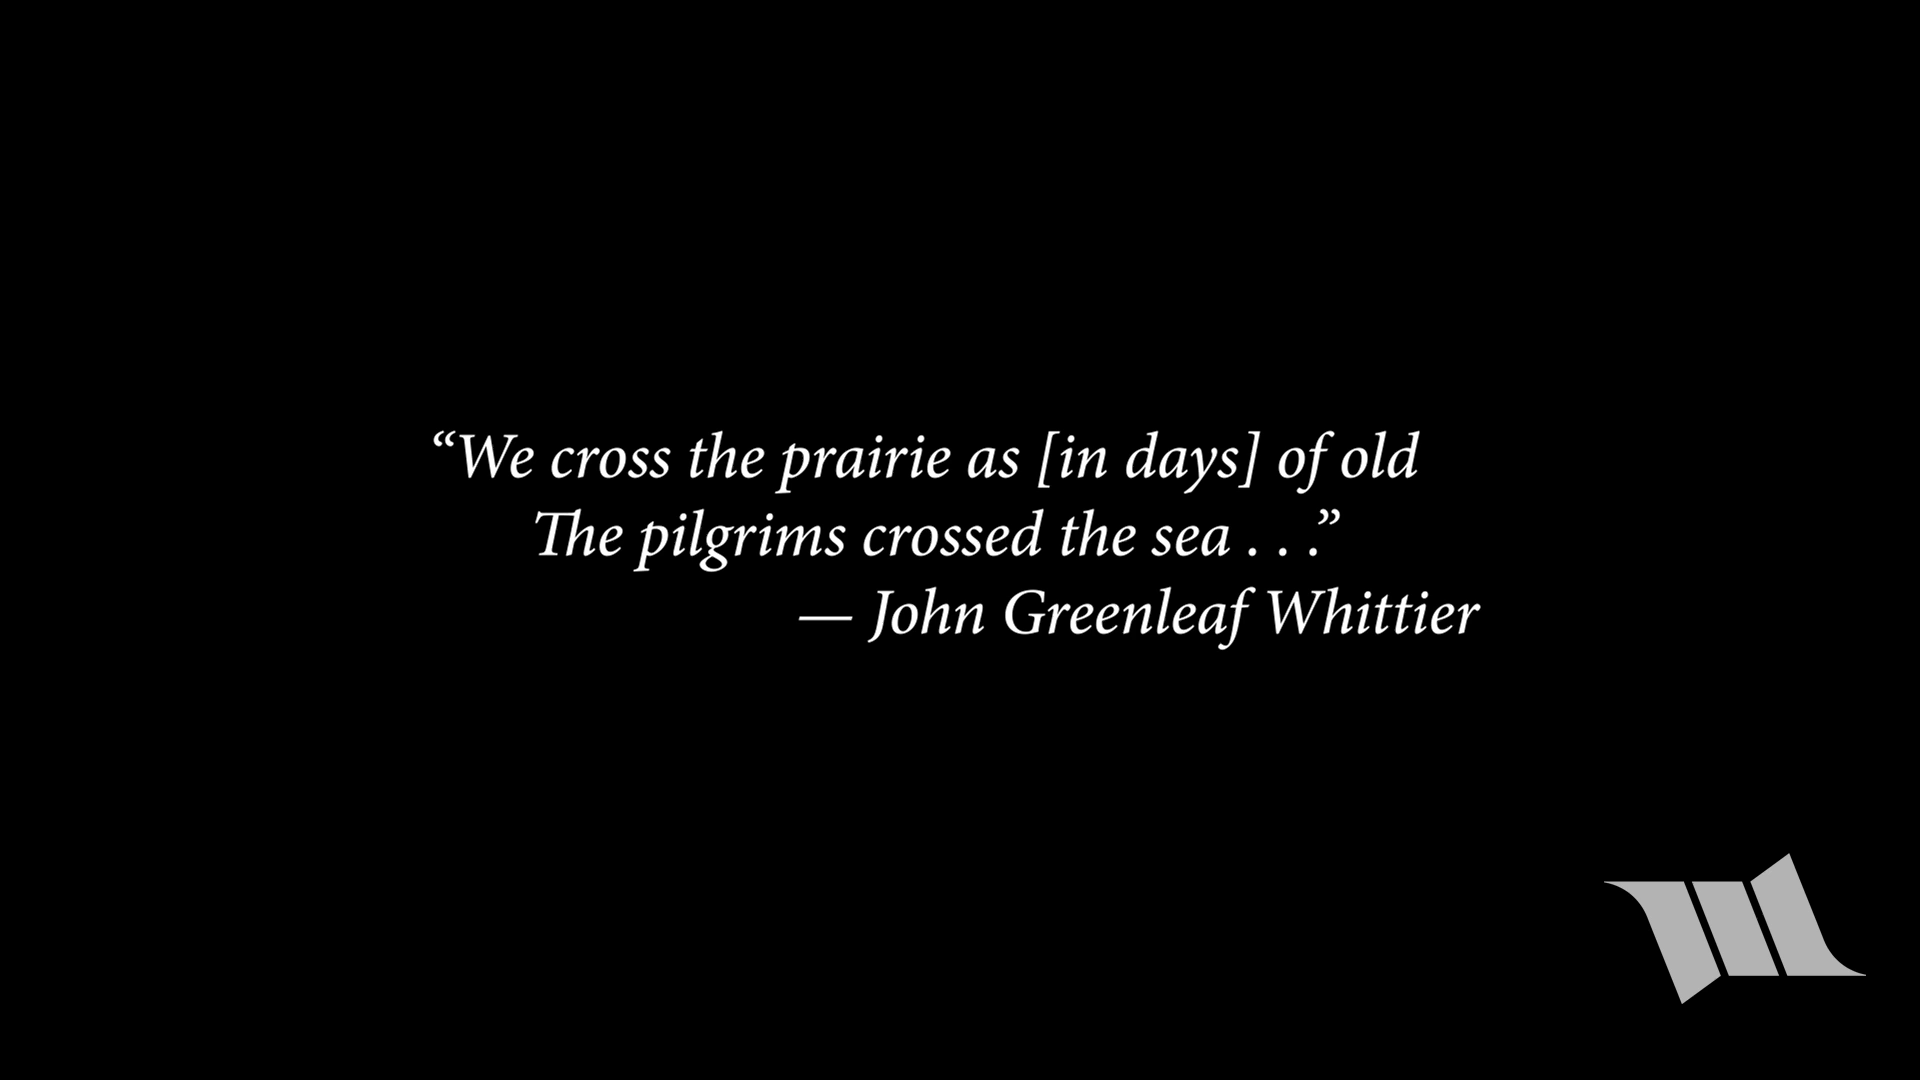 “We cross the prairie as [in days] of old
The pilgrims crossed the sea . . .”
— John Greenleaf Whittier